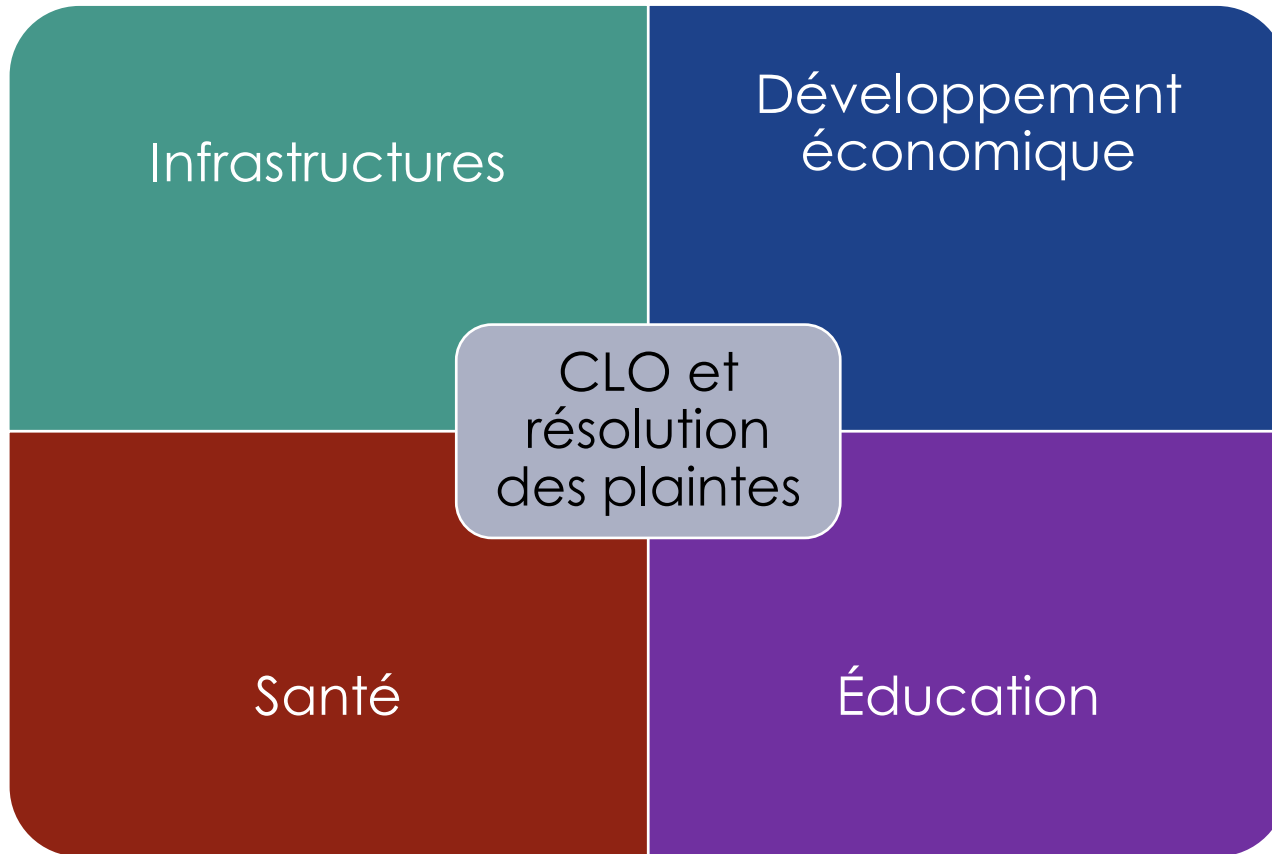 Infrastructures
Développement
économique
CLO et
résolution
des plaintes
Santé
Éducation